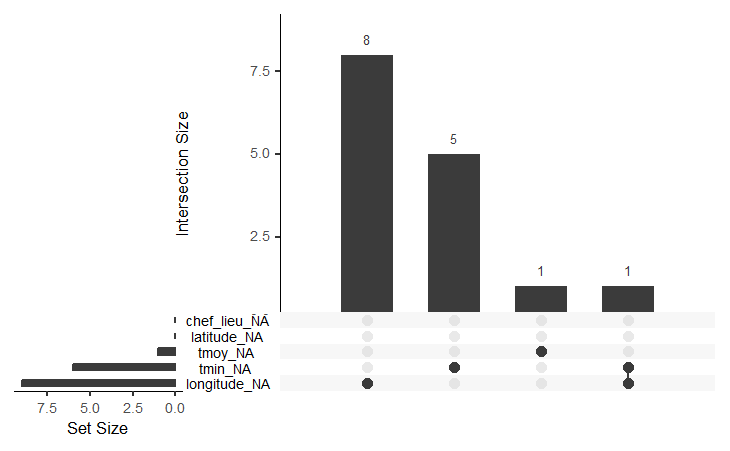 8
7.5
5
5.0
Intersection Size
2.5
1
1
chef_lieu_NA
latitude_NA
tmoy_NA
tmin_NA
longitude_NA
7.5 5.0 2.5 0.0
Set Size